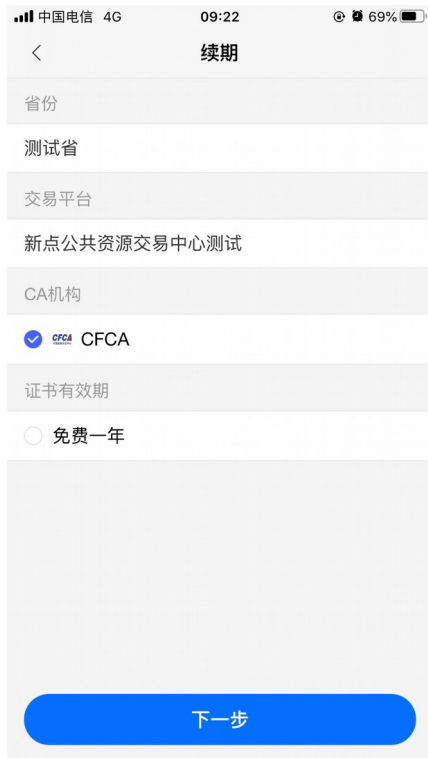 中国电信 4G 09:22 69%
续期
省份
测试省
交易平台
新点公共资源交易中心测试
CA机构
CFCA CFCA
证书有效期
免费一年
下一步